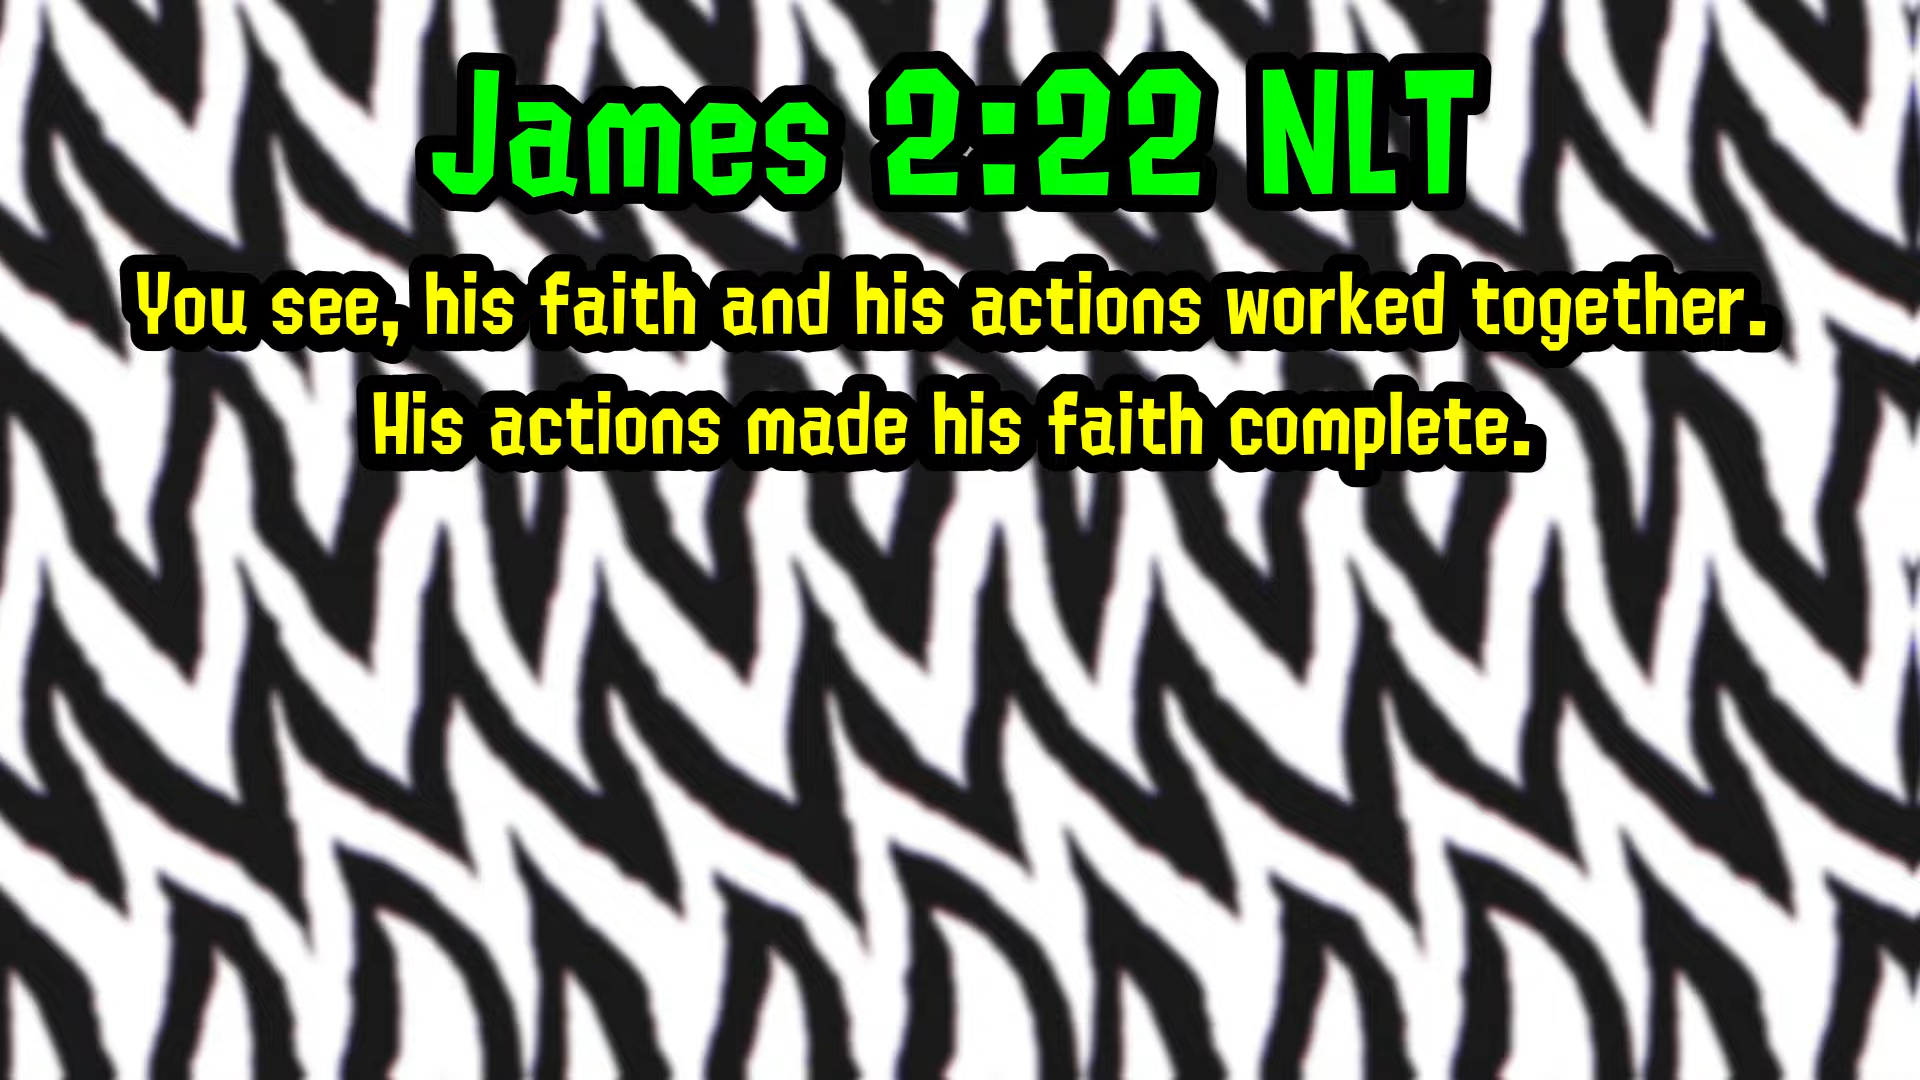 James 2:22 NLT
You see, his faith and his actions worked together.
His actions made his faith complete.